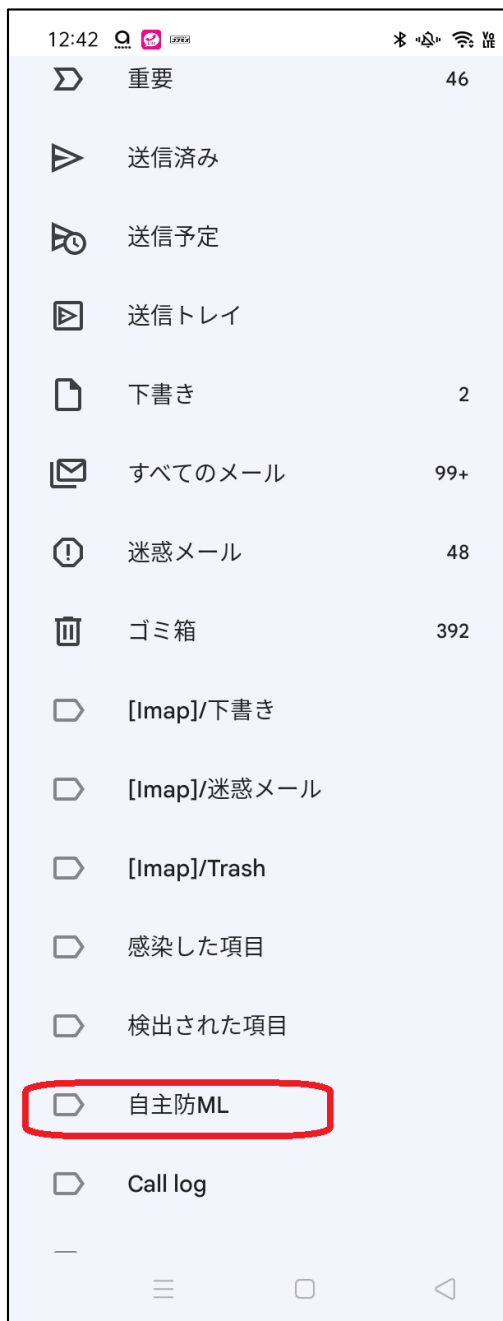 12:42
Vo LTE
重要 46
送信済み
送信予定
送信トレイ
下書き 2
すべてのメール 99+
迷惑メール 48
ゴミ箱 392
[Imap]/下書き
[Imap]/迷惑メール
[Imap]/Trash
感染した項目
検出された項目
自主防ML
Call log